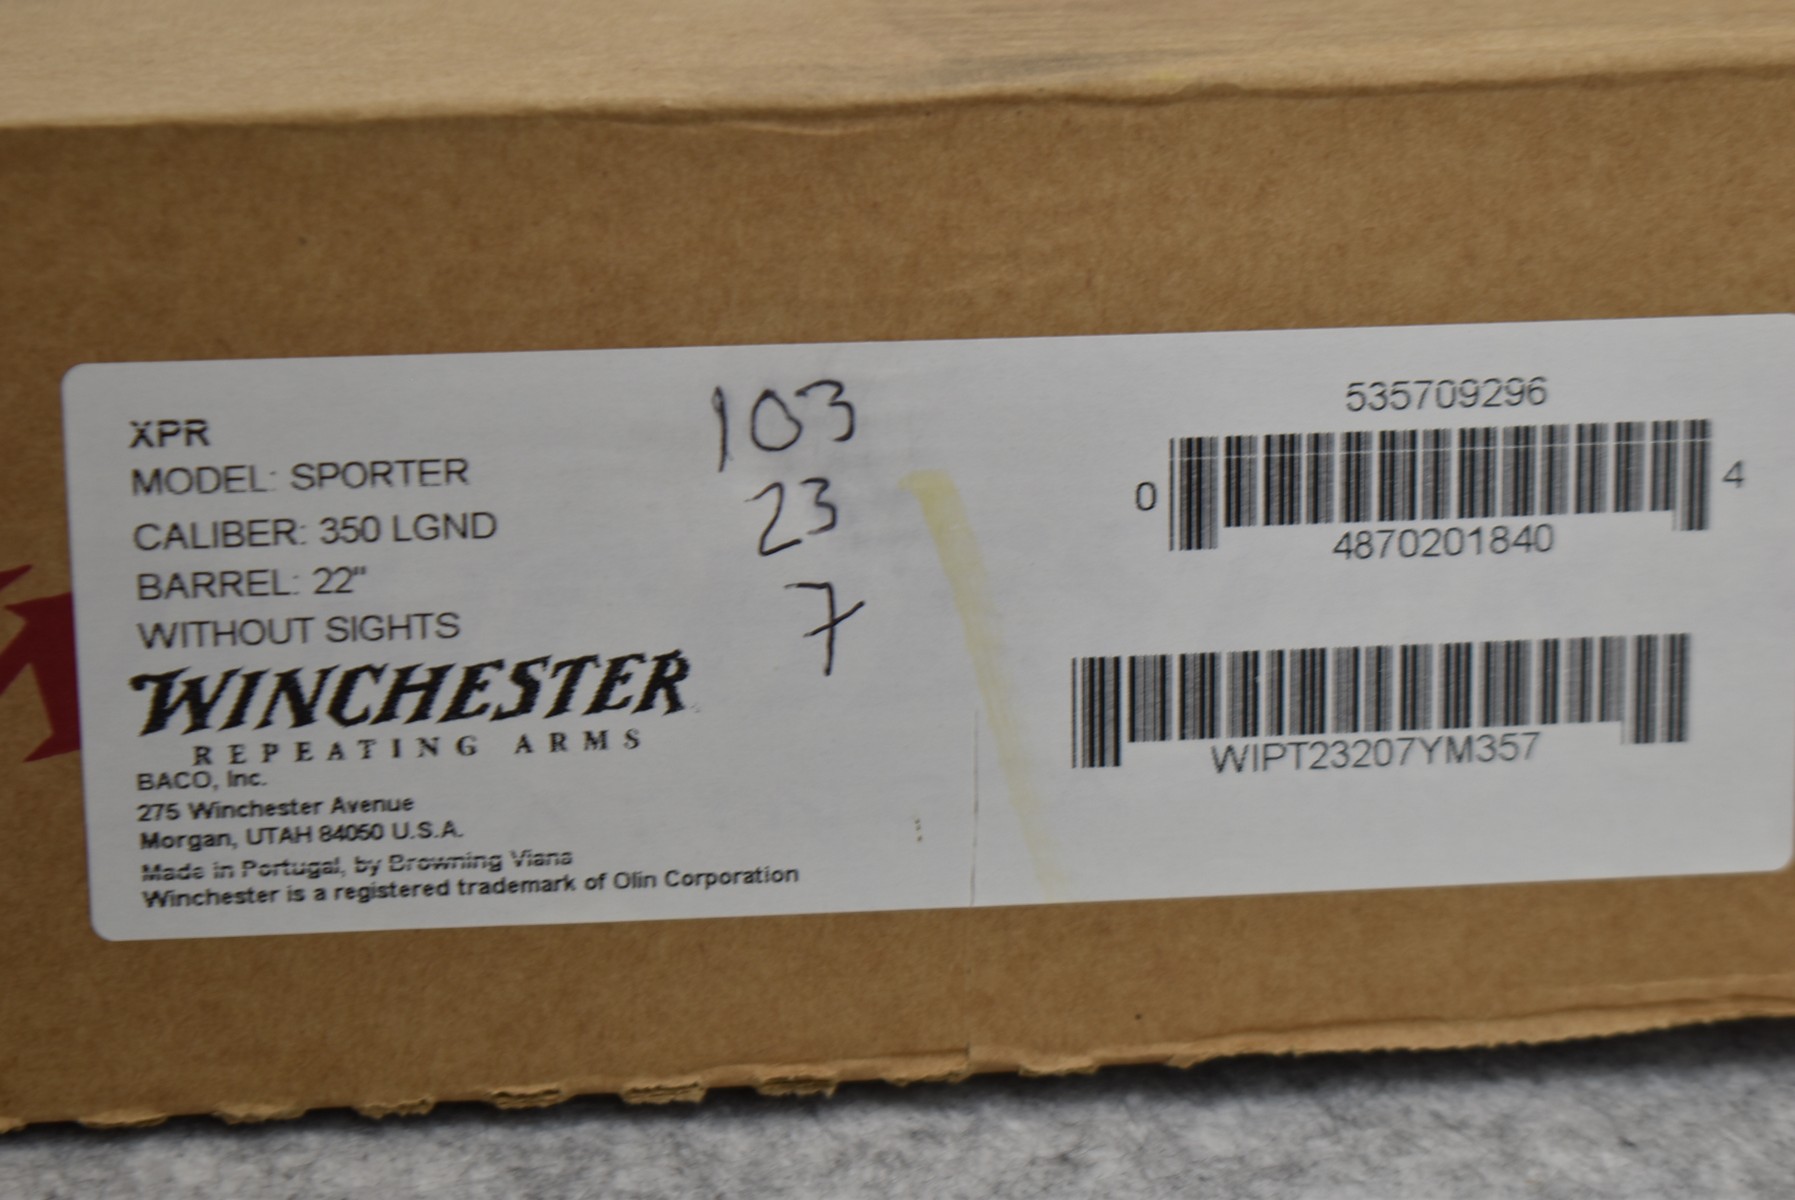 XPR
MODEL: SPORTER
CALIBER: 350 LGND
BARREL: 22"
WITHOUT SIGHTS
WINCHESTER
REPEATING ARMS
BACO, Inc.
275 Winchester Avenue
Morgan, UTAH 84050 U.S.A.
Made in Portugal, by Browning Viana
Winchester is a registered trademark of Olin Corporation
103
23
7
535709296
0 4
4870201840
WIPT23207YM357